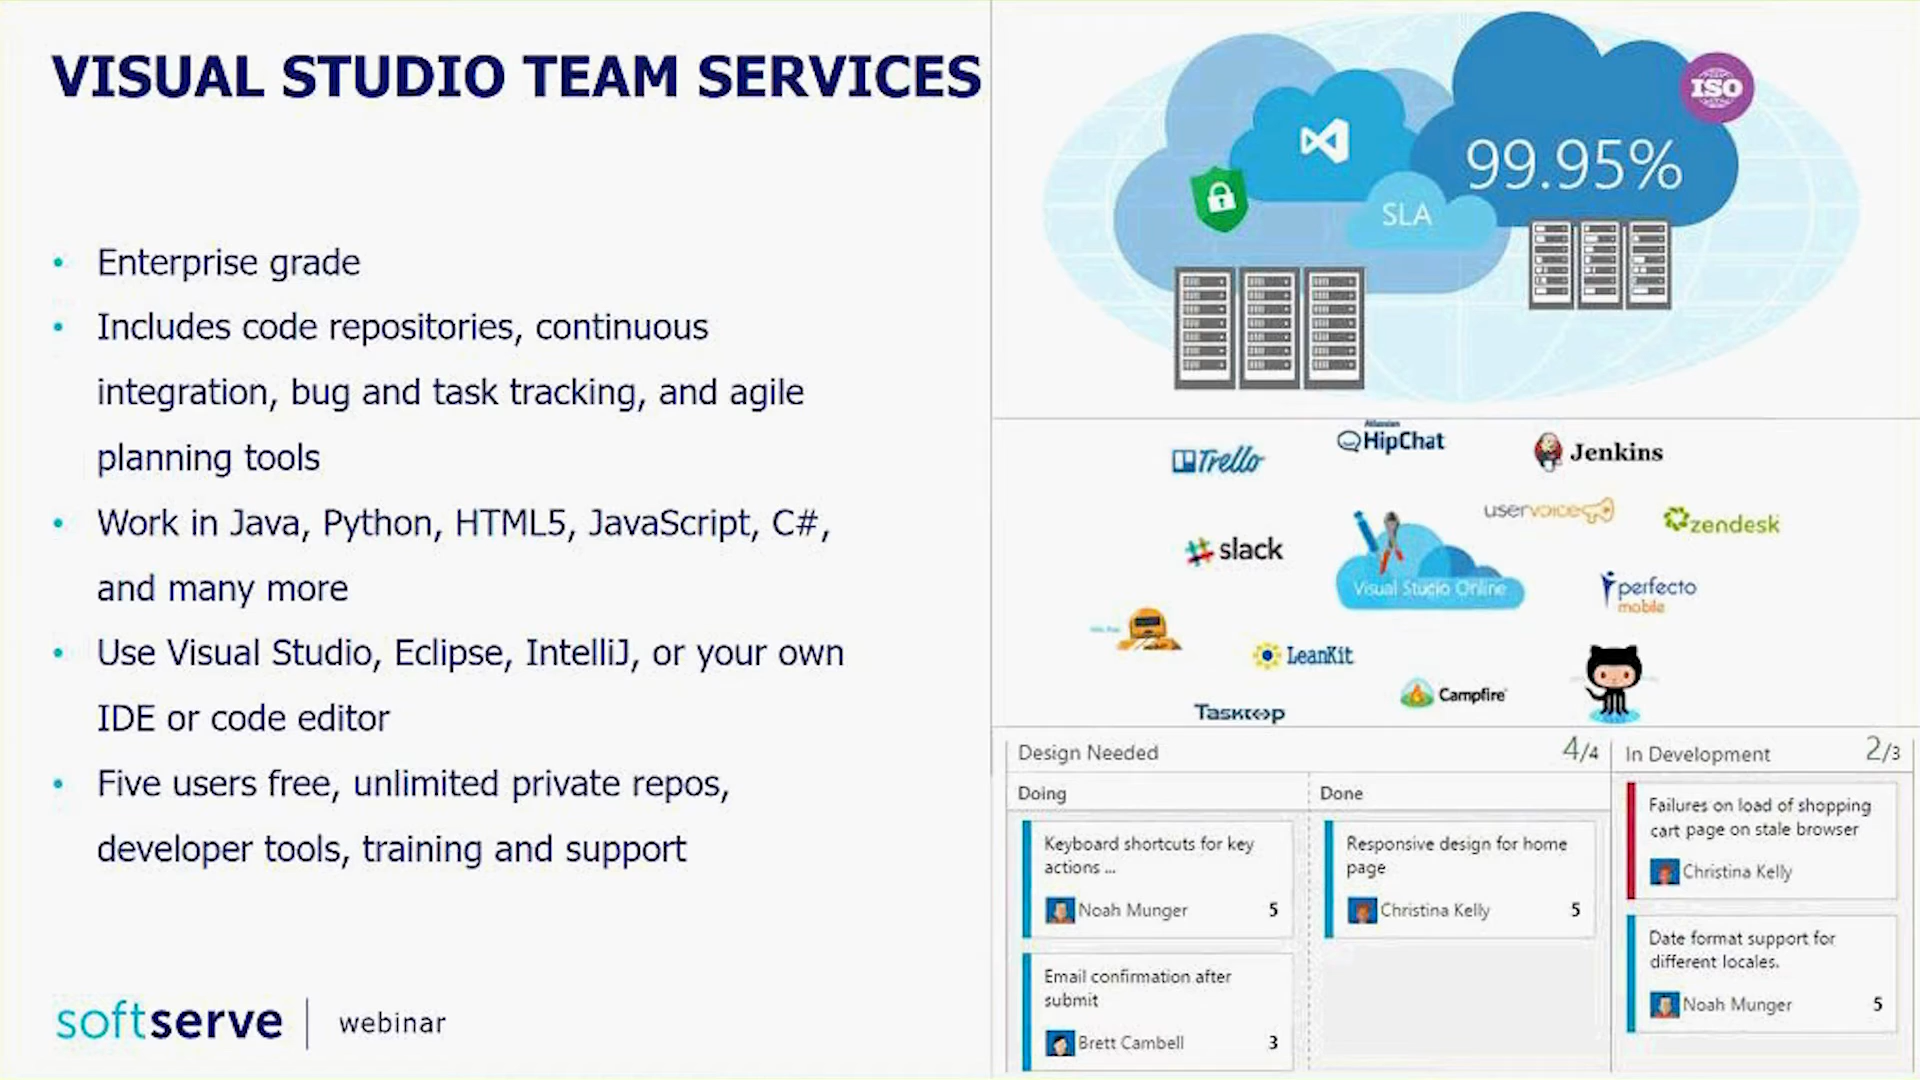 VISUAL STUDIO TEAM SERVICES
• Enterprise grade
• Includes code repositories, continuous
integration, bug and task tracking, and agile
planning tools
• Work in Java, Python, HTML5, JavaScript, C#,
and many more
• Use Visual Studio, Eclipse, IntelliJ, or your own
IDE or code editor
• Five users free, unlimited private repos,
developer tools, training and support
softserve | webinar
ISO
99.95%
SLA
Trello
Atlassian
HipChat
Jenkins
uservoice
zendesk
slack
Visual Studio Online
perfecto
mobile
LeanKit
Campfire
Tasktop
Design Needed 4/4
Doing
Done
Keyboard shortcuts for key
actions ...
Noah Munger 5
Email confirmation after
submit
Brett Cambell 3
Responsive design for home
page
Christina Kelly 5
In Development 2/3
Failures on load of shopping
cart page on stale browser
Christina Kelly
Date format support for
different locales.
Noah Munger 5